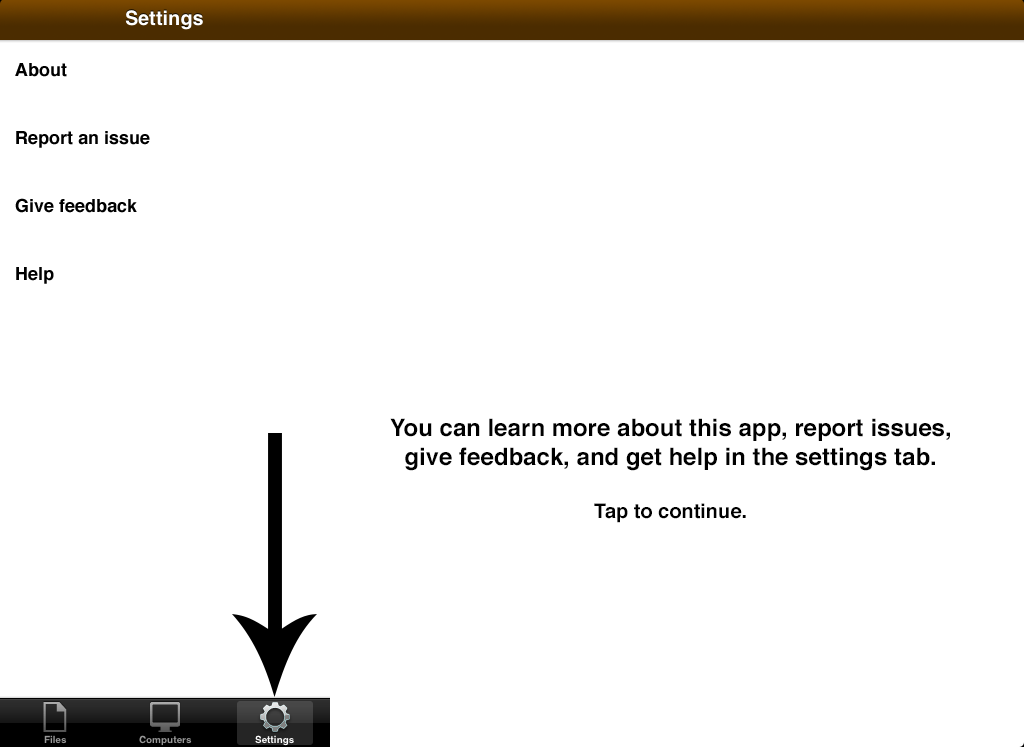 Settings
About
Report an issue
Give feedback
Help
You can learn more about this app, report issues,
give feedback, and get help in the settings tab.
Tap to continue.
Files
Computers
Settings